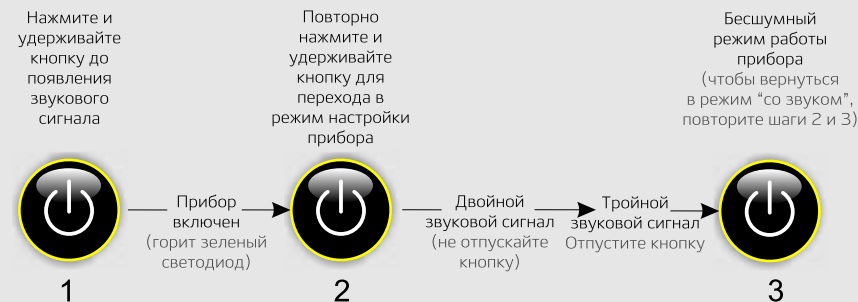 Нажмите и
удерживайте
кнопку до
появления
звукового
сигнала
Повторно
нажмите и
удерживайте
кнопку для
перехода в
режим настройки
прибора
Бесшумный
режим работы
прибора
(чтобы вернуться
в режим “со звуком”,
повторите шаги 2 и 3)
Прибор
включен
(горит зеленый
светодиод)
Двойной
звуковой сигнал
(не отпускайте
кнопку)
Тройной
звуковой сигнал
Отпустите кнопку
1
2
3